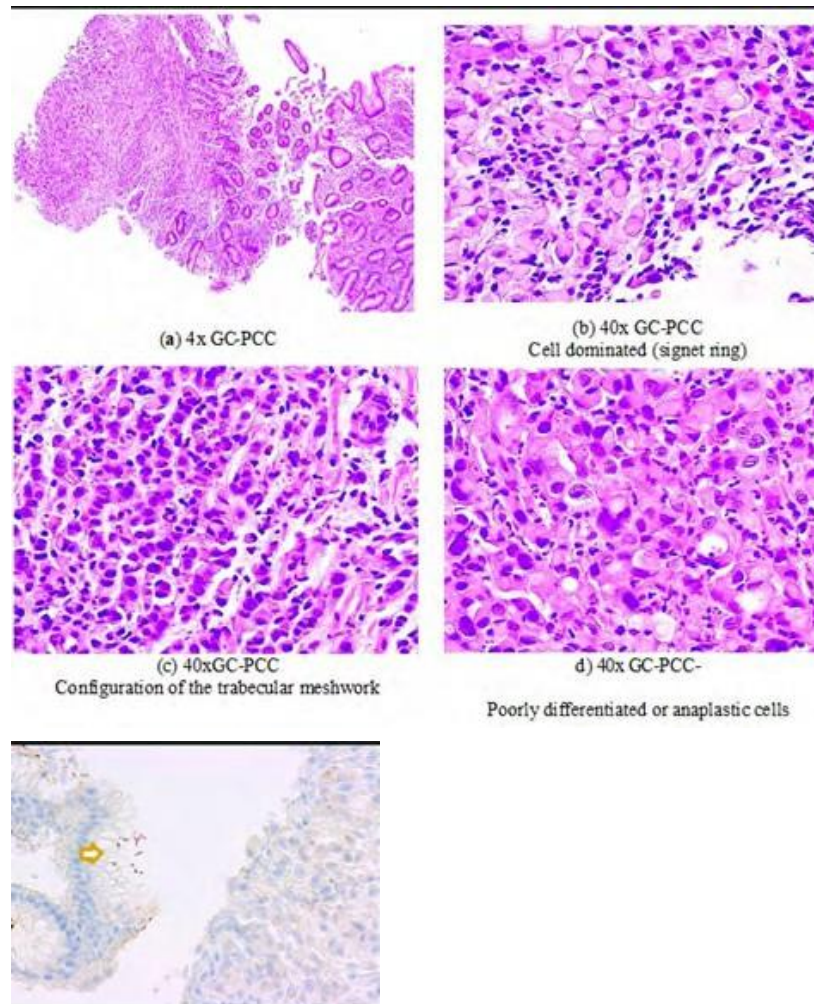 (a) 4x GC-PCC
(b) 40x GC-PCC
Cell dominated (signet ring)
(c) 40xGC-PCC
Configuration of the trabecular meshwork
d) 40x GC-PCC-
Poorly differentiated or anaplastic cells